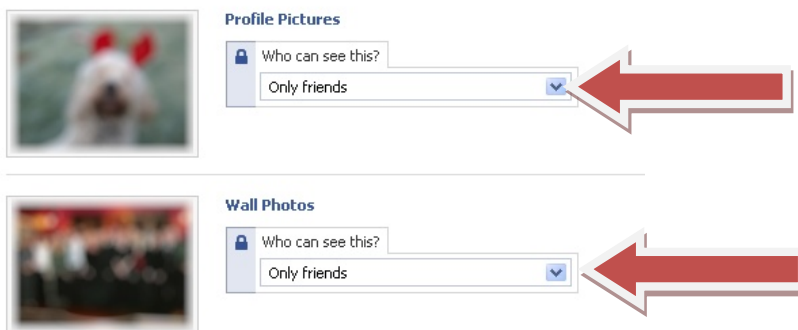 Profile Pictures
Who can see this?
Only friends
Wall Photos
Who can see this?
Only friends